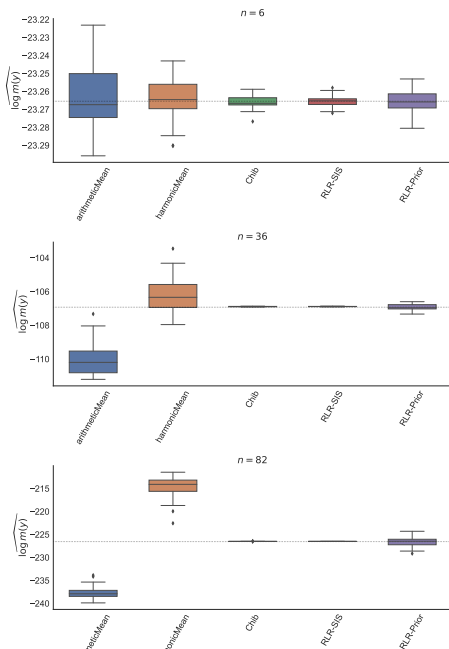 n = 6
−23.22
−23.23
−23.24
−23.25
−23.26
−23.27
−23.28
−23.29
log m(y)
arithmeticMean
harmonicMean
Chib
RLR-SIS
RLR-Prior
n = 36
−104
−106
−108
−110
log m(y)
arithmeticMean
harmonicMean
Chib
RLR-SIS
RLR-Prior
n = 82
−215
−220
−225
−230
−235
−240
log m(y)
meticMean
monicMean
Chib
RLR-SIS
RLR-Prior